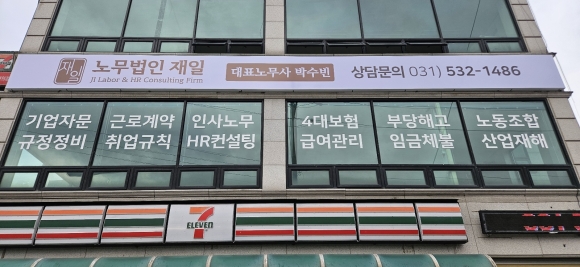 재일
노무법인 재일
JI Labor & HR Consulting Firm
대표노무사 박수빈
상담문의 031) 532-1486
기업자문
규정정비
근로계약
취업규칙
인사노무
HR컨설팅
4대보험
급여관리
부당해고
임금체불
노동조합
산업재해
7
ELEVEN